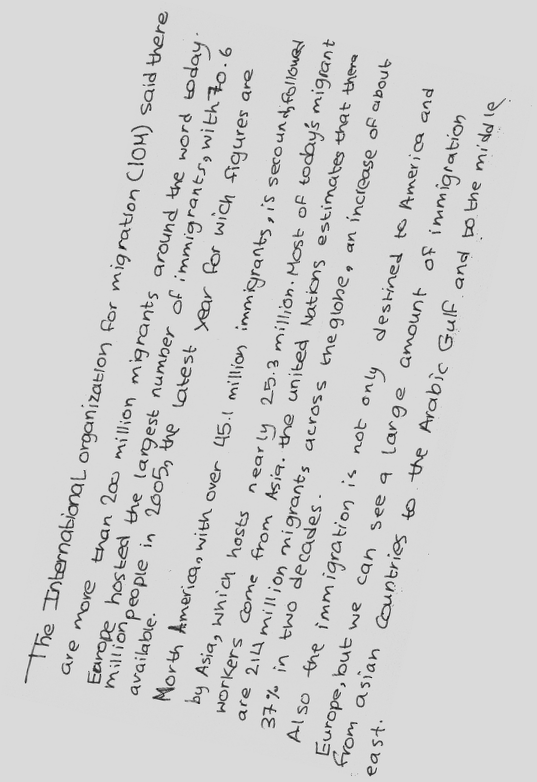 The International organization for migration (IOM) said there
are more than 200 million migrants around the word today.
Europe hosted the largest number of immigrants, with 70.6
million people in 2005, the latest year for wich figures are
available.
North America, with over 45.1 million immigrants, is secound, followed
by Asia, which hosts nearly 25.3 million. Most of today's migrant
workers come from Asia. the united Nations estimates that there
are 214 million migrants across the globe, an increase of about
37% in two decades.
Also the immigration is not only destined to America and
Europe, but we can see a large amount of immigration
from asian countries to the Arabic Gulf and to the middle
east.